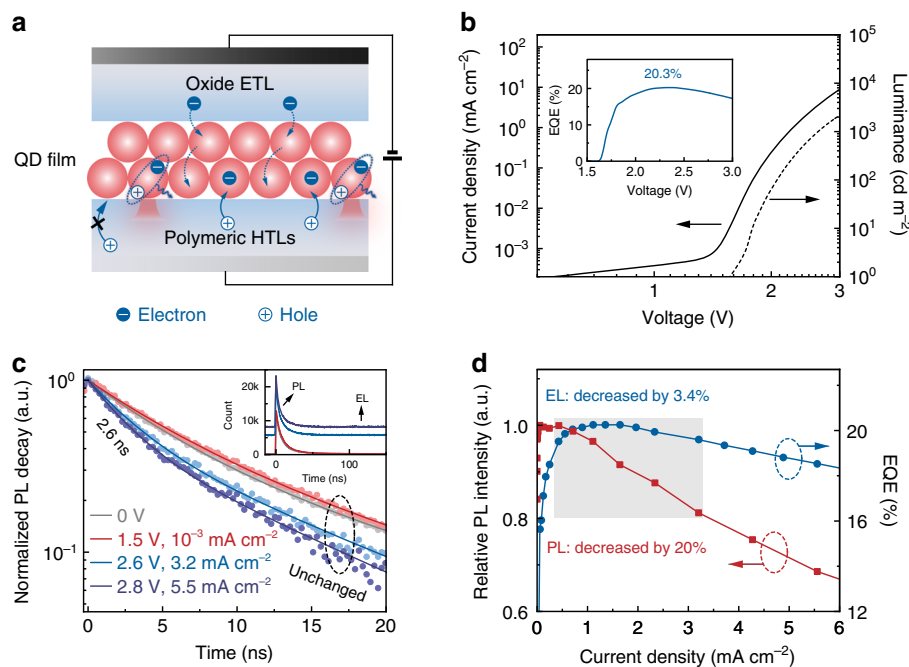 a
Oxide ETL
QD film
Polymeric HTLs
Electron
Hole
b
Current density (mA cm⁻²)
10²
10¹
10⁰
10⁻¹
10⁻²
10⁻³
1
2
3
Voltage (V)
10⁵
10⁴
10³
10²
10¹
10⁰
Luminance (cd m⁻²)
20.3%
EQE (%)
20
10
0
1.5
2.0
2.5
3.0
Voltage (V)
c
Normalized PL decay (a.u.)
10⁰
10⁻¹
2.6 ns
0 V
1.5 V, 10⁻³ mA cm⁻²
2.6 V, 3.2 mA cm⁻²
2.8 V, 5.5 mA cm⁻²
Unchanged
0
5
10
15
20
Time (ns)
Count
20k
10k
0
PL
EL
0
100
Time (ns)
d
Relative PL intensity (a.u.)
1.0
0.8
0.6
EL: decreased by 3.4%
PL: decreased by 20%
0
1
2
3
4
5
6
Current density (mA cm⁻²)
20
16
12
EQE (%)